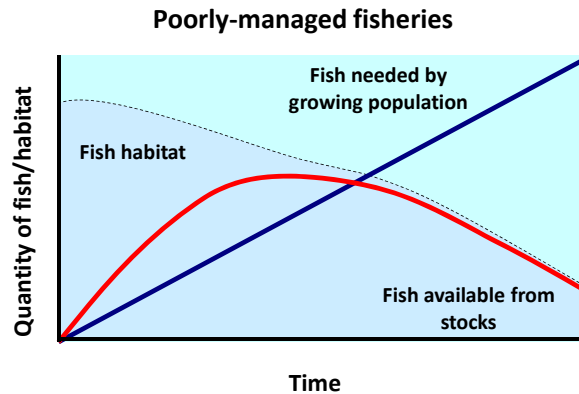 Poorly-managed fisheries
Fish needed by
growing population
Fish habitat
Quantity of fish/habitat
Fish available from
stocks
Time